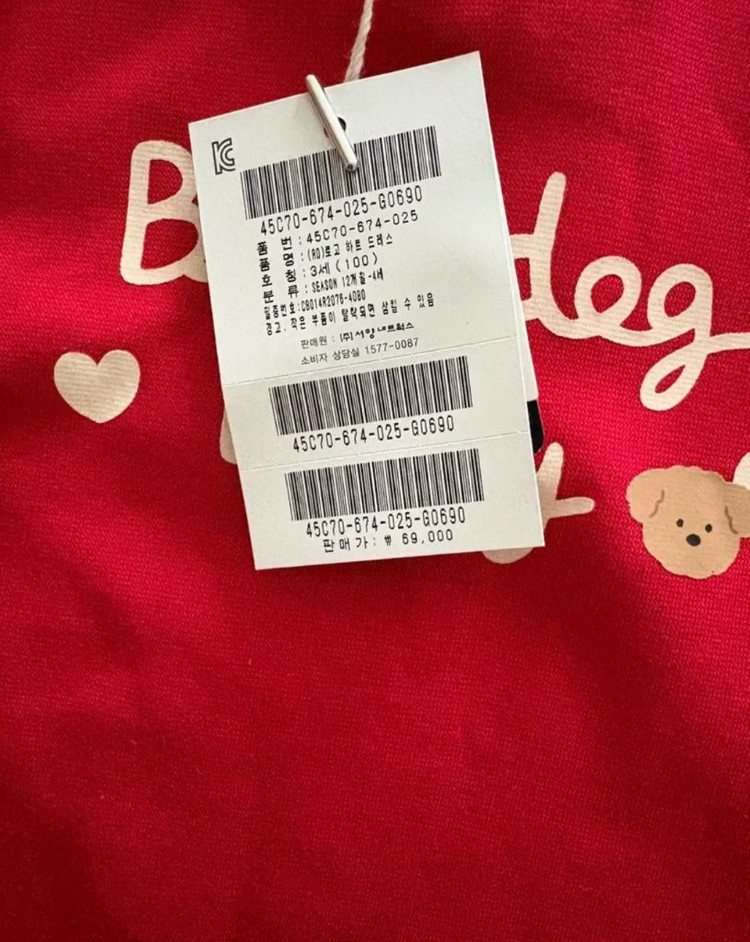 KC
45C70-674-025-G0690
품 번 : 45C70-674-025
품 명 : (RD)로고 하트 드레스
호 칭 : 3세 (100)
분 류 : SEASON 12개월-4세
인증번호:CB014R2076-4080
경고, 작은 부품이 탈착되면 삼킬 수 있음
판매원 : (주)서양네트웍스
소비자 상담실 1577-0087
45C70-674-025-G0690
45C70-674-025-G0690
판매가: ₩ 69,000